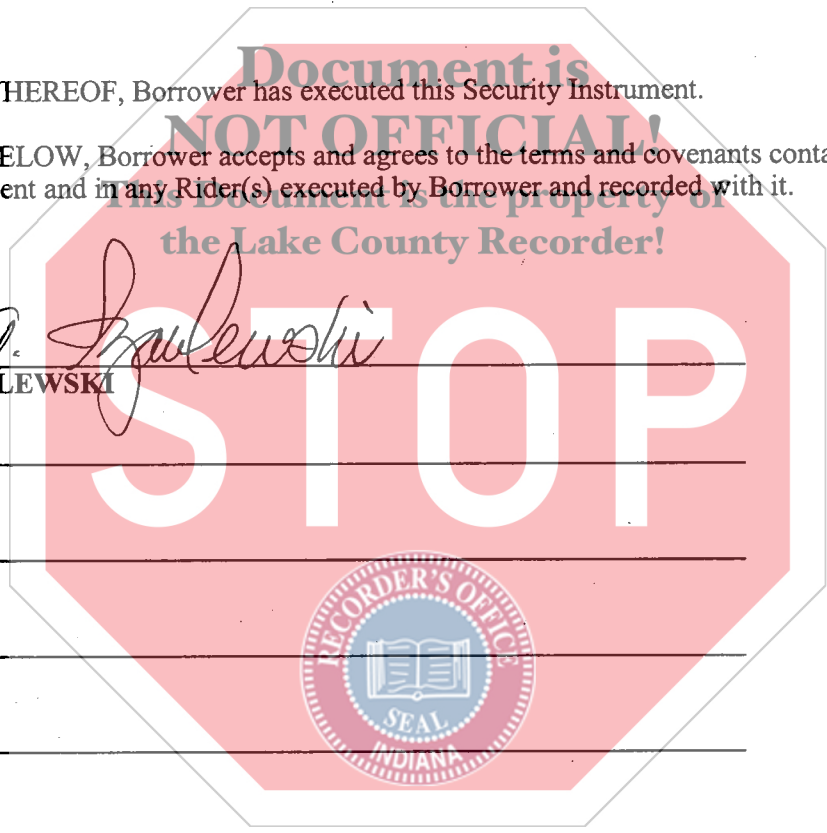 Document is
THEREOF, Borrower has executed this Security Instrument.
NOT OFFICIAL!
ELOW, Borrower accepts and agrees to the terms and covenants conta
ent and in any Rider(s) executed by Borrower and recorded with it.
This Document is the property of
the Lake County Recorder!
LEWSKI
STOP
RECORDER'S OFFICE
SEAL
INDIANA